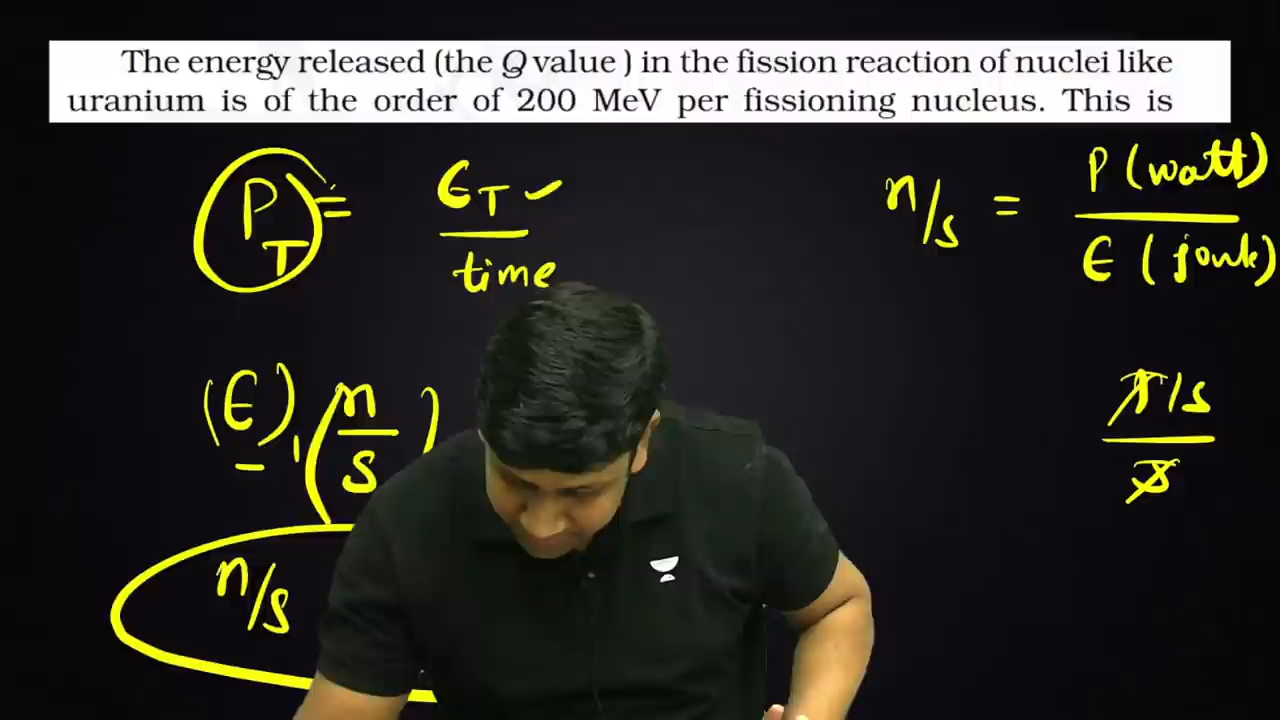 The energy released (the Q value ) in the fission reaction of nuclei like
uranium is of the order of 200 MeV per fissioning nucleus. This is
P_T = E_T ✓ / time
n/s = P (watt) / E (joule)
(E), (n/s)
J/s / J
n/s